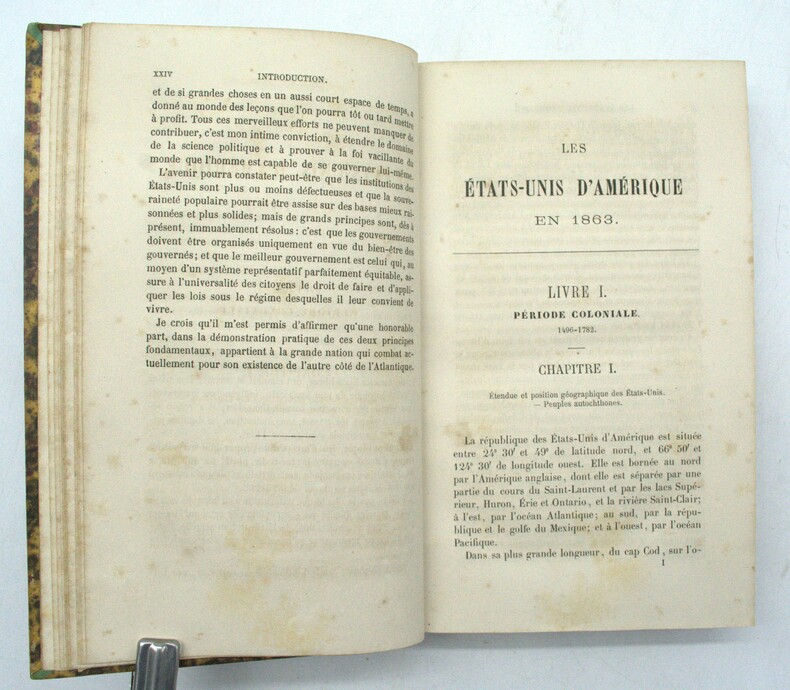 XXIV
INTRODUCTION.
et de si grandes choses en un aussi court espace de temps, a
donné au monde des leçons que l'on pourra tôt ou tard mettre
à profit. Tous ces merveilleux efforts ne peuvent manquer de
contribuer, c'est mon intime conviction, à étendre le domaine
de la science politique et à prouver à la foi vacillante du
monde que l'homme est capable de se gouverner lui-même.
L'avenir pourra constater peut-être que les institutions des
États-Unis sont plus ou moins défectueuses et que la souve-
raineté populaire pourrait être assise sur des bases mieux rai-
sonnées et plus solides; mais de grands principes sont, dès à
présent, immuablement résolus : c'est que les gouvernements
doivent être organisés uniquement en vue du bien-être des
gouvernés; et que le meilleur gouvernement est celui qui, au
moyen d'un système représentatif parfaitement équitable, as-
sure à l'universalité des citoyens le droit de faire et d'appli-
quer les lois sous le régime desquelles il leur convient de
vivre.
Je crois qu'il m'est permis d'affirmer qu'une honorable
part, dans la démonstration pratique de ces deux principes
fondamentaux, appartient à la grande nation qui combat ac-
tuellement pour son existence de l'autre côté de l'Atlantique.
LES
ÉTATS-UNIS D'AMÉRIQUE
EN 1863.
LIVRE I.
PÉRIODE COLONIALE.
1496-1782.
CHAPITRE I.
Étendue et position géographique des États-Unis.
— Peuples autochthones.
La république des États-Unis d'Amérique est située
entre 24° 30′ et 49° de latitude nord, et 66° 50′ et
124° 30′ de longitude ouest. Elle est bornée au nord
par l'Amérique anglaise, dont elle est séparée par une
partie du cours du Saint-Laurent et par les lacs Supé-
rieur, Huron, Érie et Ontario, et la rivière Saint-Clair;
à l'est, par l'océan Atlantique; au sud, par la répu-
blique et le golfe du Mexique; et à l'ouest, par l'océan
Pacifique.
Dans sa plus grande longueur, du cap Cod, sur l'o-
1